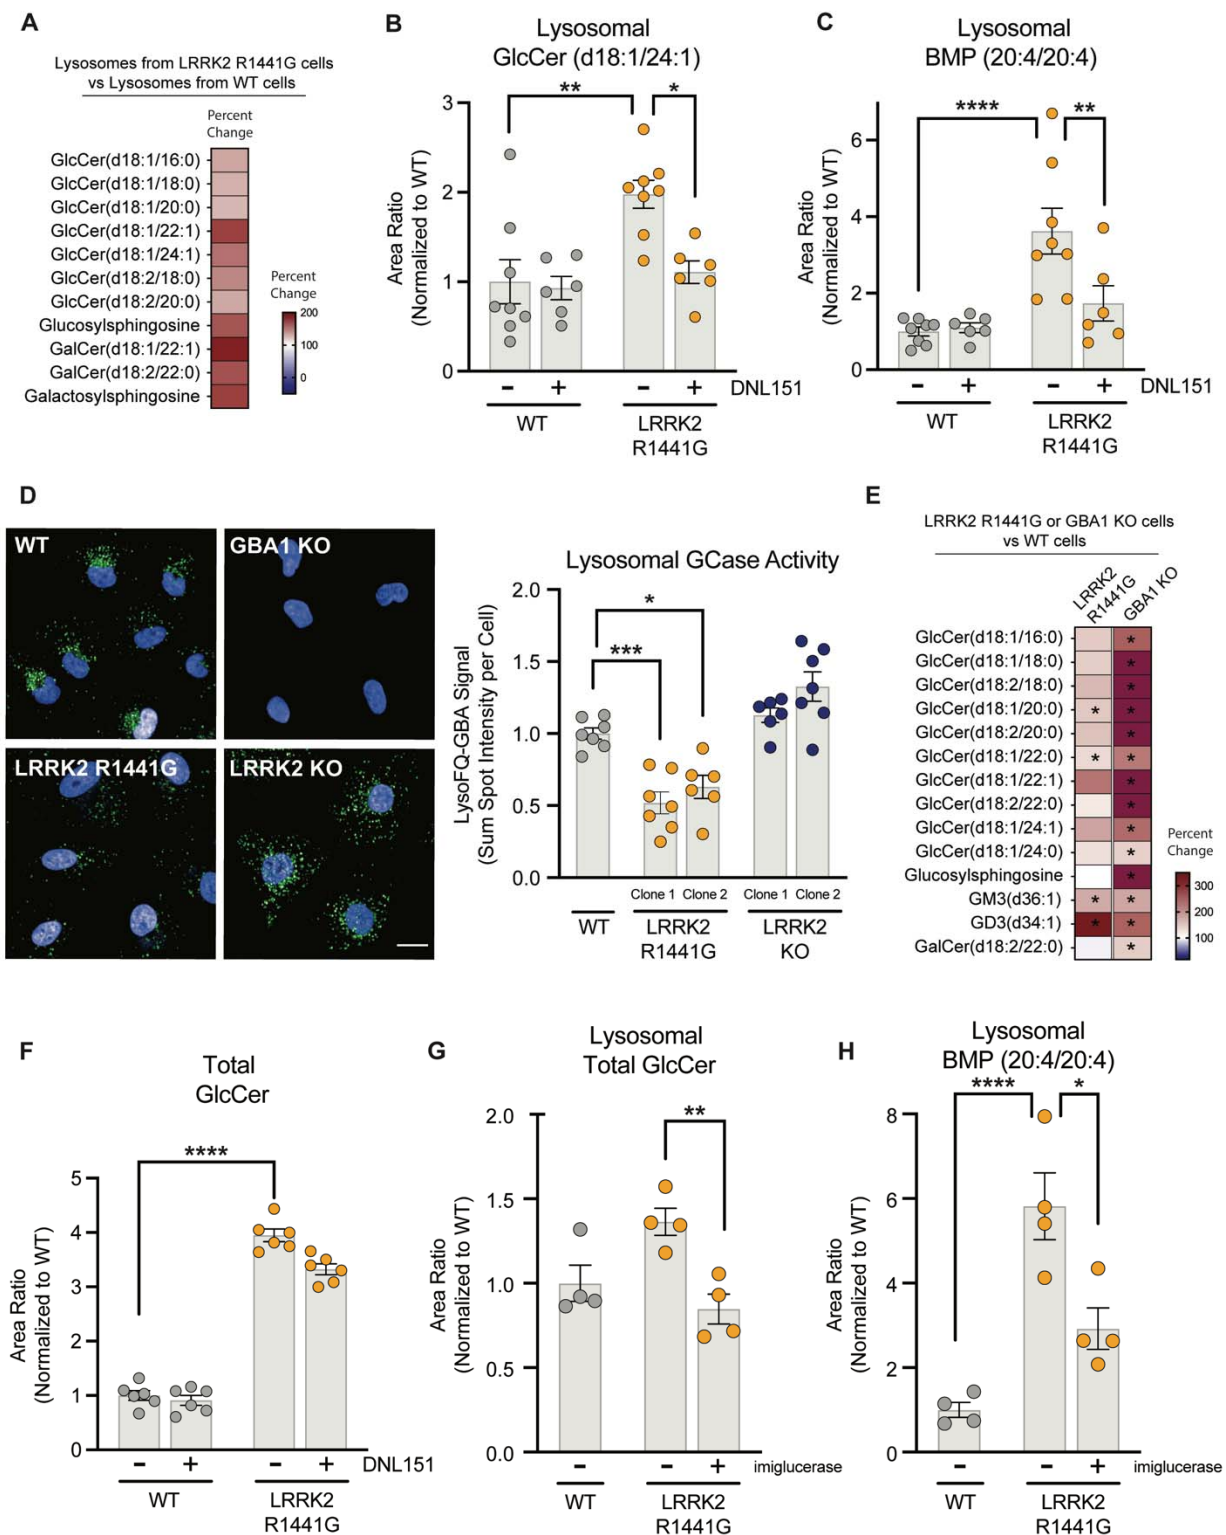 A
Lysosomes from LRRK2 R1441G cells
vs Lysosomes from WT cells
Percent
Change
GlcCer(d18:1/16:0)
GlcCer(d18:1/18:0)
GlcCer(d18:1/20:0)
GlcCer(d18:1/22:1)
GlcCer(d18:1/24:1)
GlcCer(d18:2/18:0)
GlcCer(d18:2/20:0)
Glucosylsphingosine
GalCer(d18:1/22:1)
GalCer(d18:2/22:0)
Galactosylsphingosine
Percent
Change
200
100
0
B
Lysosomal
GlcCer (d18:1/24:1)
Area Ratio
(Normalized to WT)
3
2
1
0
** *
- + - + DNL151
WT
LRRK2
R1441G
C
Lysosomal
BMP (20:4/20:4)
Area Ratio
(Normalized to WT)
6
4
2
0
**** **
- + - + DNL151
WT
LRRK2
R1441G
D
WT
GBA1 KO
LRRK2 R1441G
LRRK2 KO
Lysosomal GCase Activity
LysoFQ-GBA Signal
(Sum Spot Intensity per Cell)
2.0
1.5
1.0
0.5
0.0
*
***
Clone 1 Clone 2 Clone 1 Clone 2
WT
LRRK2
R1441G
LRRK2
KO
E
LRRK2 R1441G or GBA1 KO cells
vs WT cells
LRRK2
R1441G
GBA1 KO
GlcCer(d18:1/16:0) *
GlcCer(d18:1/18:0) *
GlcCer(d18:2/18:0) *
GlcCer(d18:1/20:0) * *
GlcCer(d18:2/20:0) *
GlcCer(d18:1/22:0) * *
GlcCer(d18:1/22:1) *
GlcCer(d18:2/22:0) *
GlcCer(d18:1/24:1) *
GlcCer(d18:1/24:0) *
Glucosylsphingosine *
GM3(d36:1) * *
GD3(d34:1) * *
GalCer(d18:2/22:0) *
Percent
Change
300
200
100
F
Total
GlcCer
Area Ratio
(Normalized to WT)
5
4
3
2
1
0
****
- + - + DNL151
WT
LRRK2
R1441G
G
Lysosomal
Total GlcCer
Area Ratio
(Normalized to WT)
2.0
1.5
1.0
0.5
0.0
**
- - + imiglucerase
WT
LRRK2
R1441G
H
Lysosomal
BMP (20:4/20:4)
Area Ratio
(Normalized to WT)
8
6
4
2
0
**** *
- - + imiglucerase
WT
LRRK2
R1441G